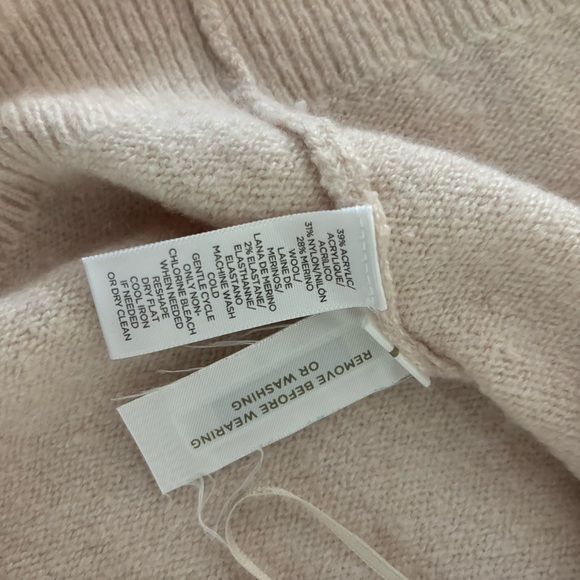 39% ACRYLIC/
ACRYLIQUE/
ACRILICO
31% NYLON/NILÓN
28% MERINO
WOOL/
LAINE DE
MERINOS/
LANA DE MERINO
2% ELASTANE/
ELASTHANNE/
ELASTANO
MACHINE WASH
COLD
GENTLE CYCLE
ONLY NON-
CHLORINE BLEACH
WHEN NEEDED
RESHAPE
DRY FLAT
COOL IRON
IF NEEDED
OR DRY CLEAN
REMOVE BEFORE WEARING
OR WASHING